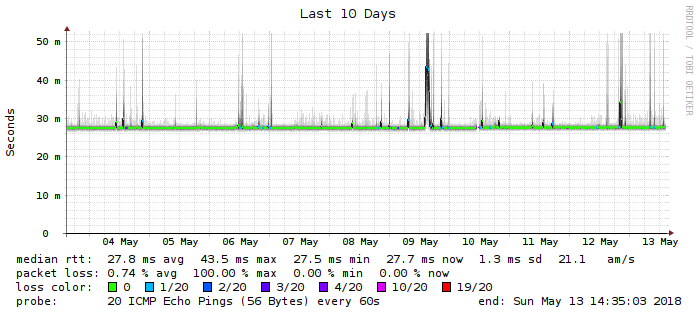 Last 10 Days
RRDTOOL / TOBI OETIKER
Seconds
50 m
40 m
30 m
20 m
10 m
0
04 May 05 May 06 May 07 May 08 May 09 May 10 May 11 May 12 May 13 May
median rtt: 27.8 ms avg 43.5 ms max 27.5 ms min 27.7 ms now 1.3 ms sd 21.1 am/s
packet loss: 0.74 % avg 100.00 % max 0.00 % min 0.00 % now
loss color: 0 1/20 2/20 3/20 4/20 10/20 19/20
probe: 20 ICMP Echo Pings (56 Bytes) every 60s end: Sun May 13 14:35:03 2018